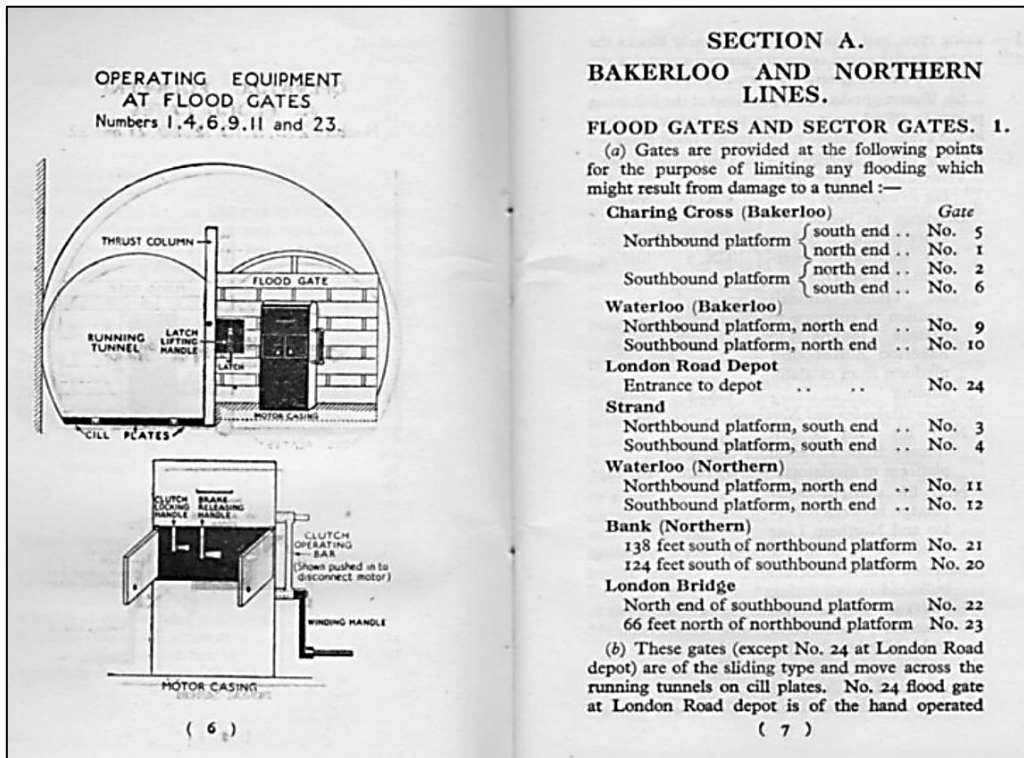 OPERATING EQUIPMENT
AT FLOOD GATES
Numbers 1, 4, 6, 9, 11 and 23.
THRUST COLUMN
FLOOD GATE
RUNNING
TUNNEL
LATCH
LIFTING
HANDLE
LATCH
MOTOR CASING
CILL PLATES
CLUTCH
LOCKING
HANDLE
BRAKE
RELEASING
HANDLE
CLUTCH
OPERATING
BAR
(Shown pushed in to
disconnect motor)
WINDING HANDLE
MOTOR CASING
( 6 )
SECTION A.
BAKERLOO AND NORTHERN
LINES.
FLOOD GATES AND SECTOR GATES. 1.
(a) Gates are provided at the following points
for the purpose of limiting any flooding which
might result from damage to a tunnel :—
Charing Cross (Bakerloo) Gate
Northbound platform { south end .. No. 5
north end .. No. 1
Southbound platform { north end .. No. 2
south end .. No. 6
Waterloo (Bakerloo)
Northbound platform, north end .. No. 9
Southbound platform, north end .. No. 10
London Road Depot
Entrance to depot .. .. No. 24
Strand
Northbound platform, south end .. No. 3
Southbound platform, south end .. No. 4
Waterloo (Northern)
Northbound platform, north end .. No. 11
Southbound platform, north end .. No. 12
Bank (Northern)
138 feet south of northbound platform No. 21
124 feet south of southbound platform No. 20
London Bridge
North end of southbound platform No. 22
66 feet north of northbound platform No. 23
(b) These gates (except No. 24 at London Road
depot) are of the sliding type and move across the
running tunnels on cill plates. No. 24 flood gate
at London Road depot is of the hand operated
( 7 )